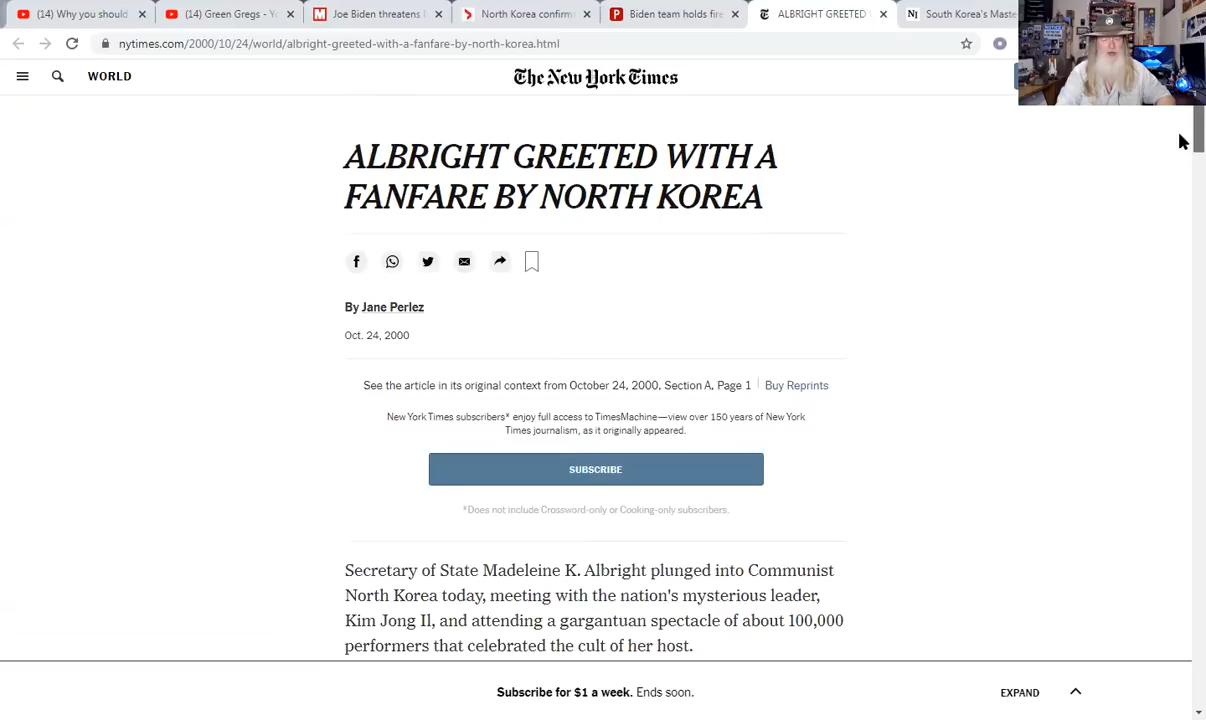 (14) Why you should
(14) Green Gregs - Y
Joe Biden threatens
North Korea confirm
Biden team holds fire
ALBRIGHT GREETED
South Korea's Maste
nytimes.com/2000/10/24/world/albright-greeted-with-a-fanfare-by-north-korea.html
WORLD
The New York Times
ALBRIGHT GREETED WITH A
FANFARE BY NORTH KOREA
By Jane Perlez
Oct. 24, 2000
See the article in its original context from October 24, 2000, Section A, Page 1
Buy Reprints
New York Times subscribers* enjoy full access to TimesMachine—view over 150 years of New York
Times journalism, as it originally appeared.
SUBSCRIBE
*Does not include Crossword-only or Cooking-only subscribers.
Secretary of State Madeleine K. Albright plunged into Communist
North Korea today, meeting with the nation's mysterious leader,
Kim Jong Il, and attending a gargantuan spectacle of about 100,000
performers that celebrated the cult of her host.
Subscribe for $1 a week. Ends soon.
EXPAND